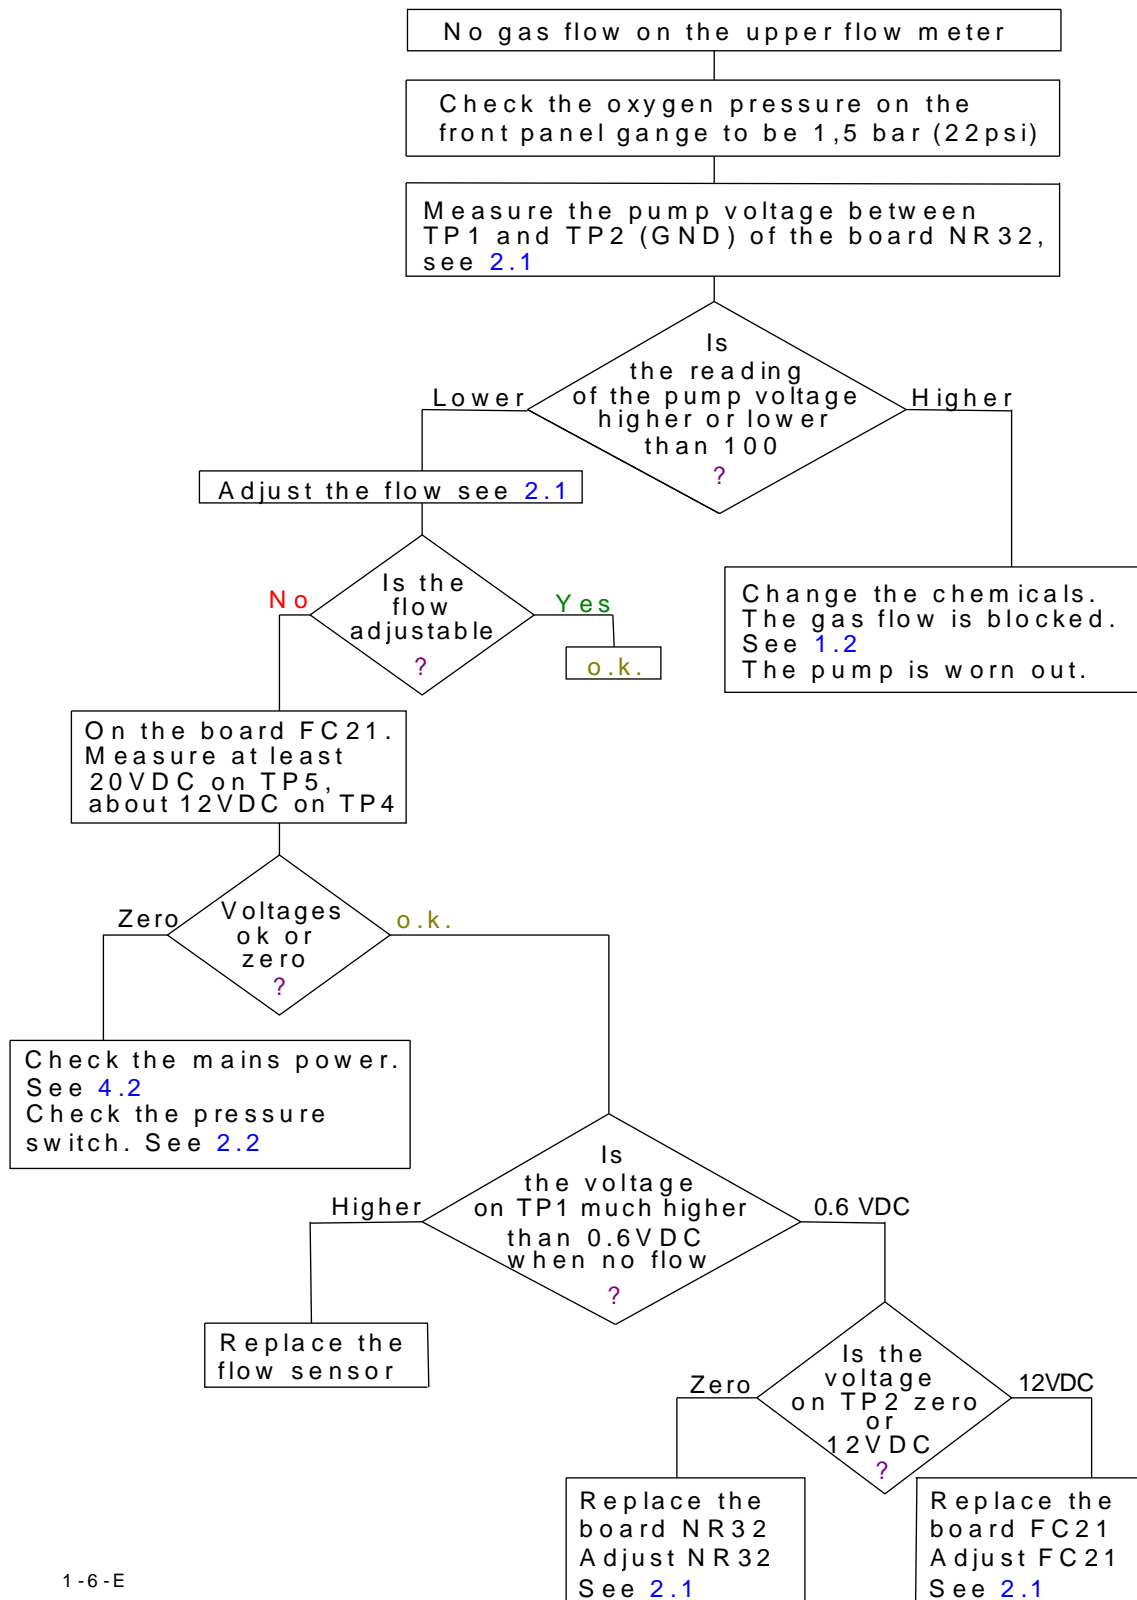 No gas flow on the upper flow meter
Check the oxygen pressure on the
front panel gange to be 1,5 bar (22psi)
Measure the pump voltage between
TP1 and TP2 (GND) of the board NR32,
see 2.1
Is
the reading
of the pump voltage
higher or lower
than 100
?
Lower
Higher
Adjust the flow see 2.1
Is the
flow
adjustable
?
No
Yes
o.k.
Change the chemicals.
The gas flow is blocked.
See 1.2
The pump is worn out.
On the board FC21.
Measure at least
20VDC on TP5,
about 12VDC on TP4
Voltages
ok or
zero
?
Zero
o.k.
Check the mains power.
See 4.2
Check the pressure
switch. See 2.2
Is
the voltage
on TP1 much higher
than 0.6VDC
when no flow
?
Higher
0.6 VDC
Replace the
flow sensor
Is the
voltage
on TP2 zero
or
12VDC
?
Zero
12VDC
Replace the
board NR32
Adjust NR32
See 2.1
Replace the
board FC21
Adjust FC21
See 2.1
1-6-E